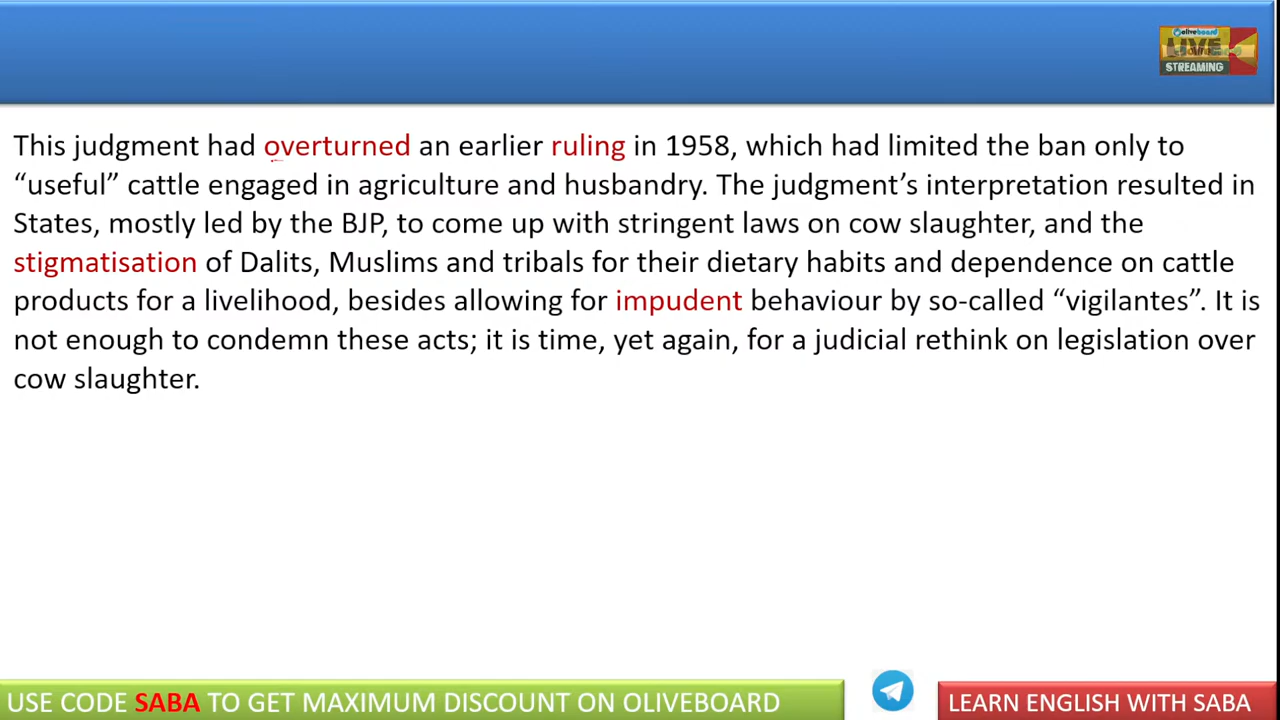 oliveboard
LIVE
STREAMING
This judgment had overturned an earlier ruling in 1958, which had limited the ban only to
“useful” cattle engaged in agriculture and husbandry. The judgment’s interpretation resulted in
States, mostly led by the BJP, to come up with stringent laws on cow slaughter, and the
stigmatisation of Dalits, Muslims and tribals for their dietary habits and dependence on cattle
products for a livelihood, besides allowing for impudent behaviour by so-called “vigilantes”. It is
not enough to condemn these acts; it is time, yet again, for a judicial rethink on legislation over
cow slaughter.
USE CODE SABA TO GET MAXIMUM DISCOUNT ON OLIVEBOARD
LEARN ENGLISH WITH SABA